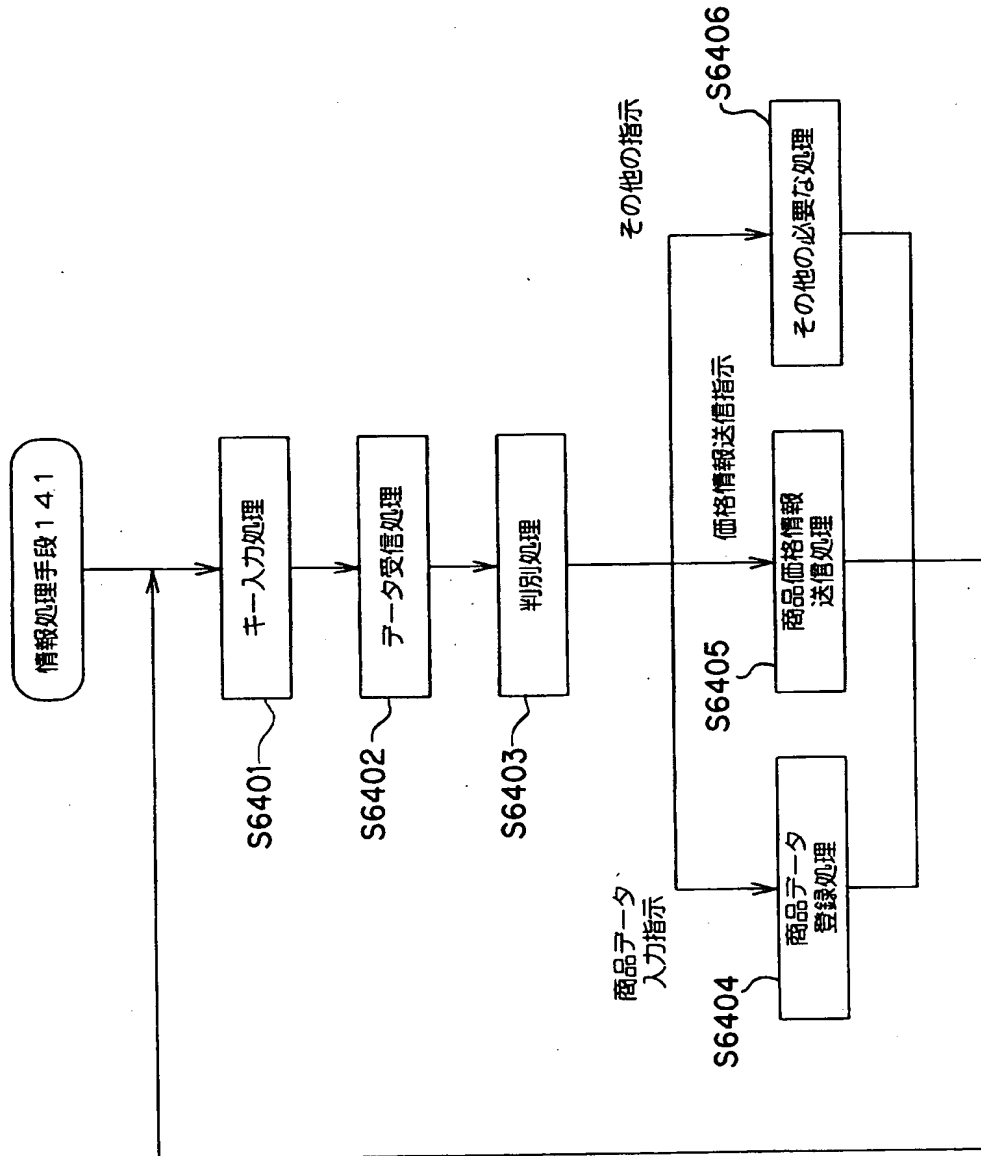 情報処理手段141
キー入力処理
S6401
データ受信処理
S6402
判別処理
S6403
商品データ
入力指示
価格情報送信指示
その他の指示
商品データ
登録処理
S6404
商品価格情報
送信処理
S6405
その他の必要な処理
S6406